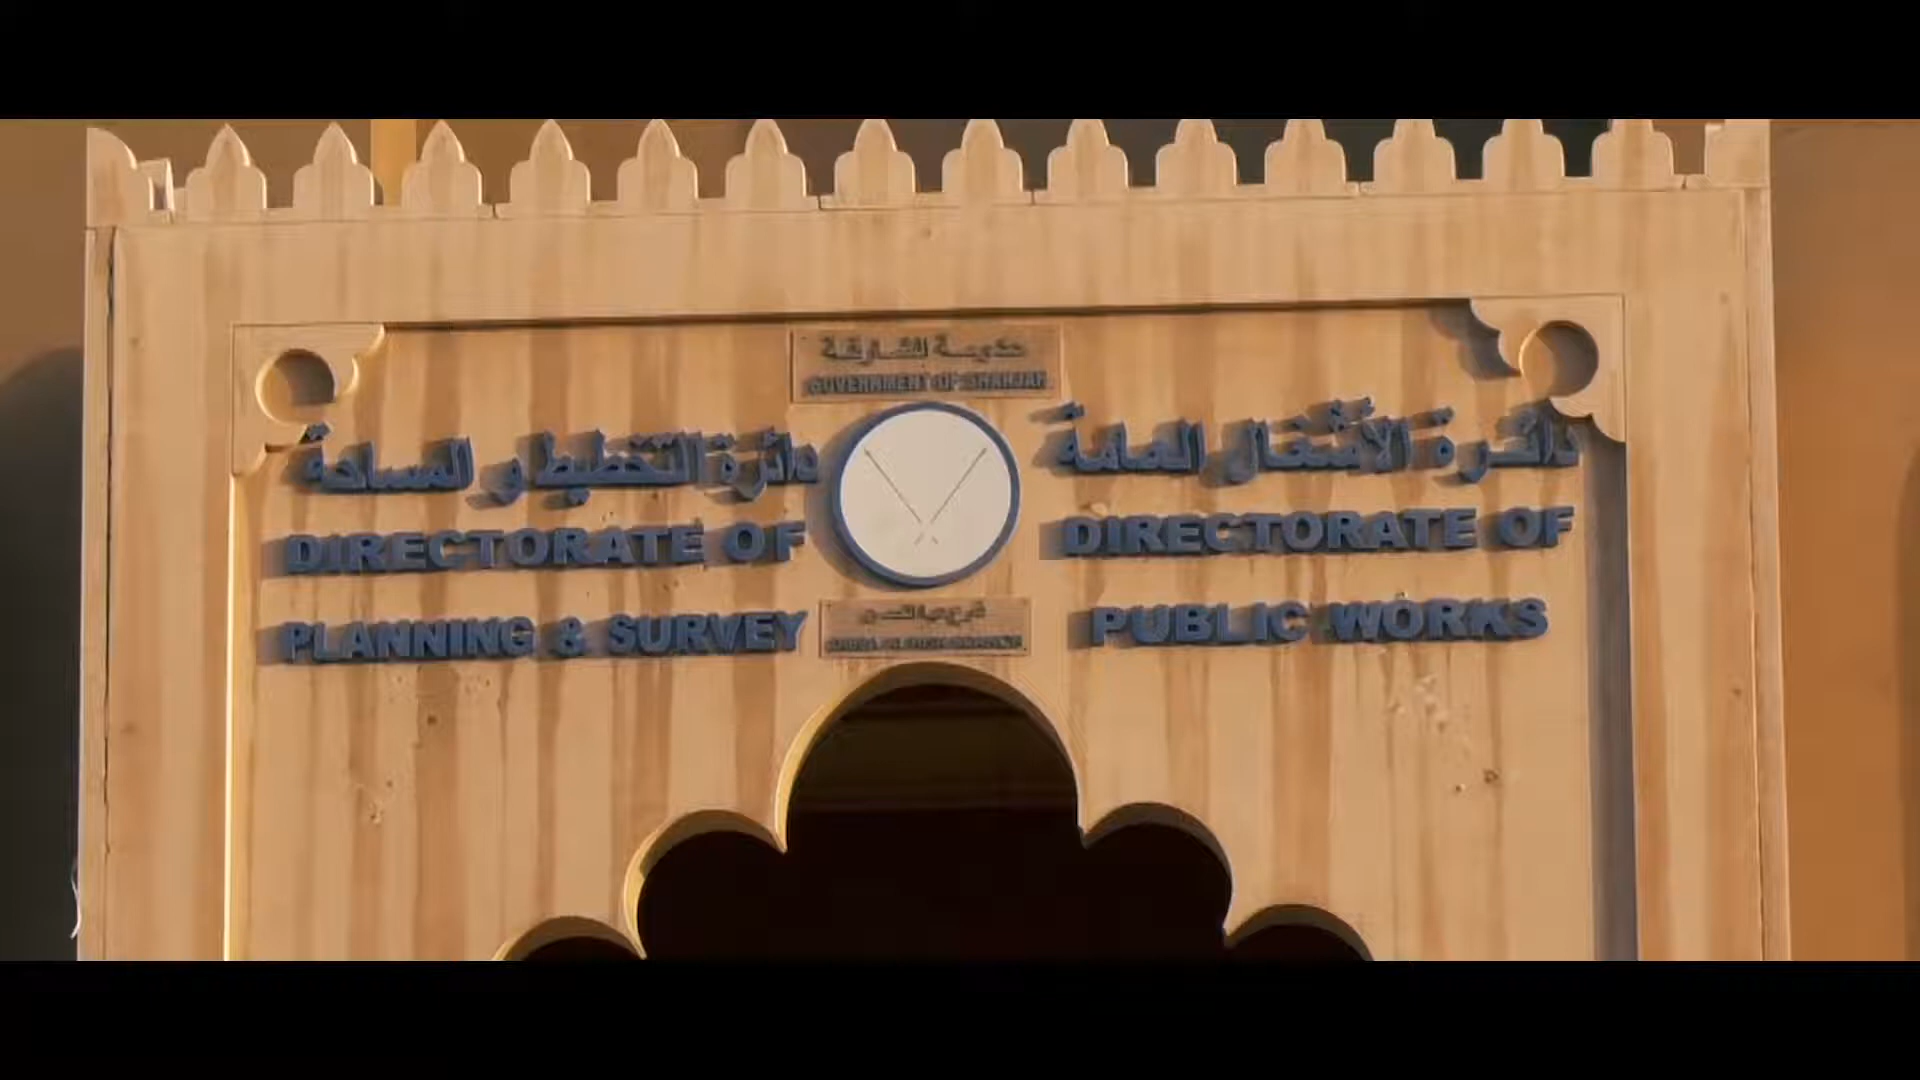 حكومة الشارقة
GOVERNMENT OF SHARJAH
دائرة التخطيط و المساحة
DIRECTORATE OF
PLANNING & SURVEY
دائرة الأشغال العامة
DIRECTORATE OF
PUBLIC WORKS